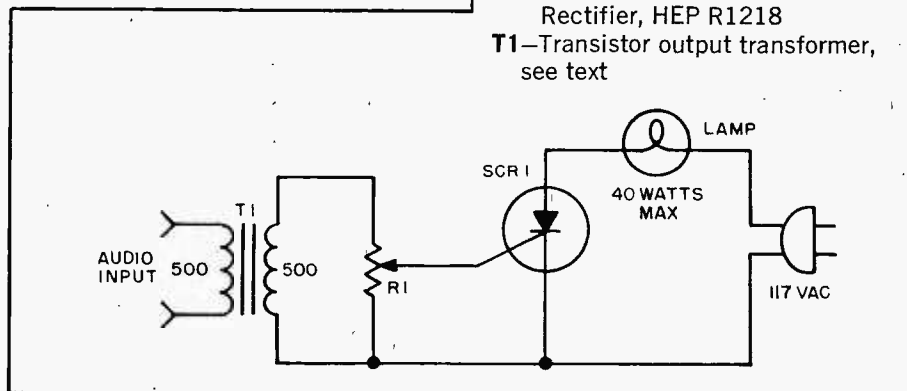 Rectifier, HEP R1218
T1—Transistor output transformer,
see text
LAMP
SCR 1
40 WATTS
MAX
T1
AUDIO
INPUT
500
500
R1
117 VAC